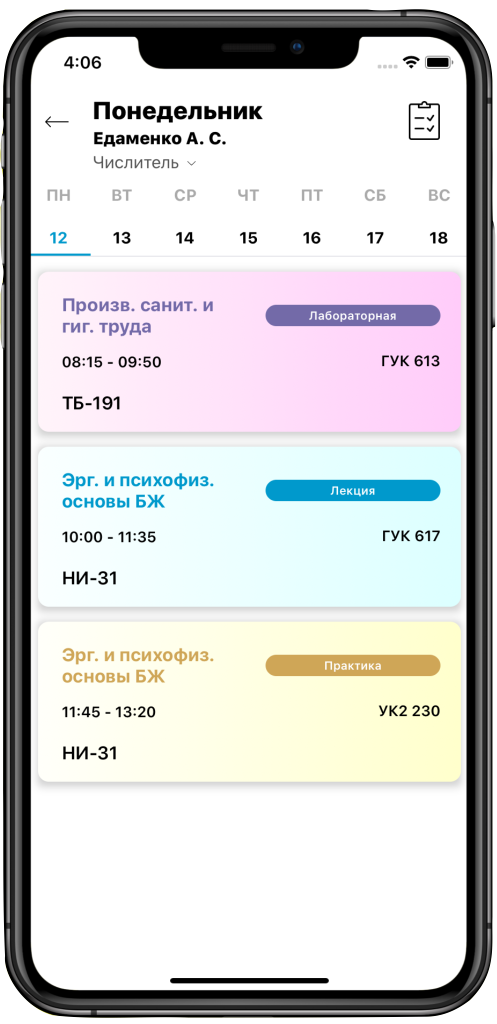 4:06
Понедельник
Едаменко А. С.
Числитель
ПН ВТ СР ЧТ ПТ СБ ВС
12 13 14 15 16 17 18
Произв. санит. и
гиг. труда
Лабораторная
08:15 - 09:50
ГУК 613
ТБ-191
Эрг. и психофиз.
основы БЖ
Лекция
10:00 - 11:35
ГУК 617
НИ-31
Эрг. и психофиз.
основы БЖ
Практика
11:45 - 13:20
УК2 230
НИ-31